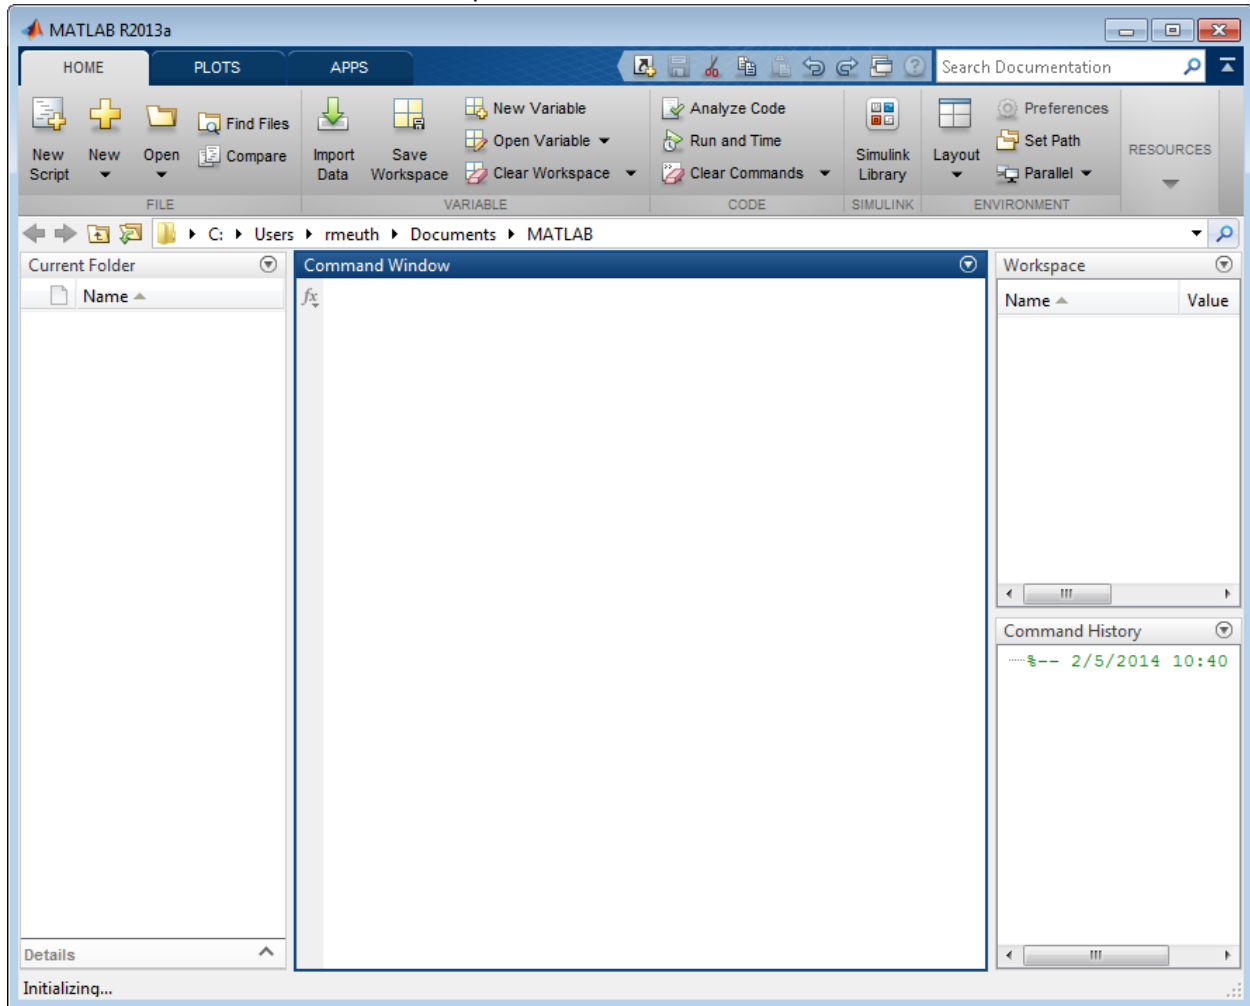 MATLAB R2013a
HOME PLOTS APPS Search Documentation
New Script New Open Find Files Compare Import Data Save Workspace New Variable Open Variable Clear Workspace Analyze Code Run and Time Clear Commands Simulink Library Layout Preferences Set Path Parallel RESOURCES
FILE VARIABLE CODE SIMULINK ENVIRONMENT
C: Users rmeuth Documents MATLAB
Current Folder Command Window Workspace
Name fx Name Value
Command History
%-- 2/5/2014 10:40
Details
Initializing...